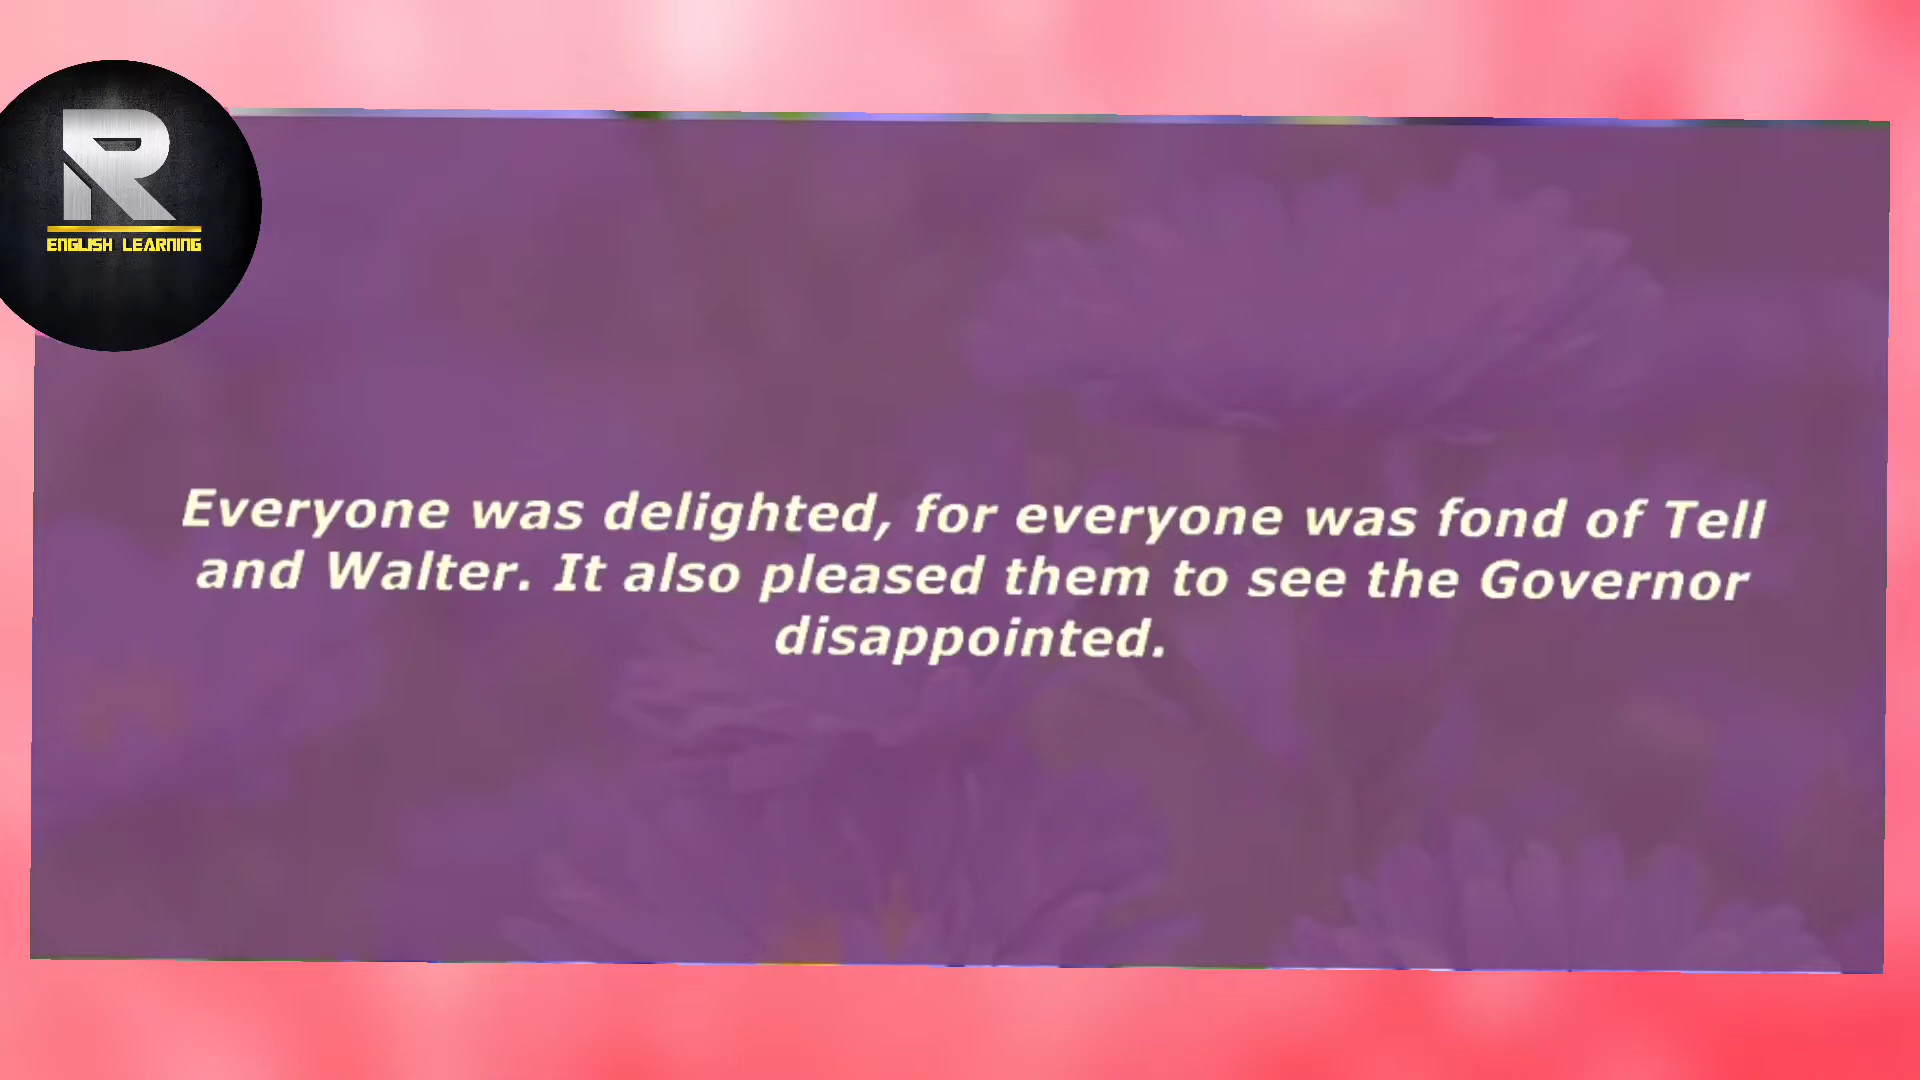 R
ENGLISH LEARNING
Everyone was delighted, for everyone was fond of Tell
and Walter. It also pleased them to see the Governor
disappointed.